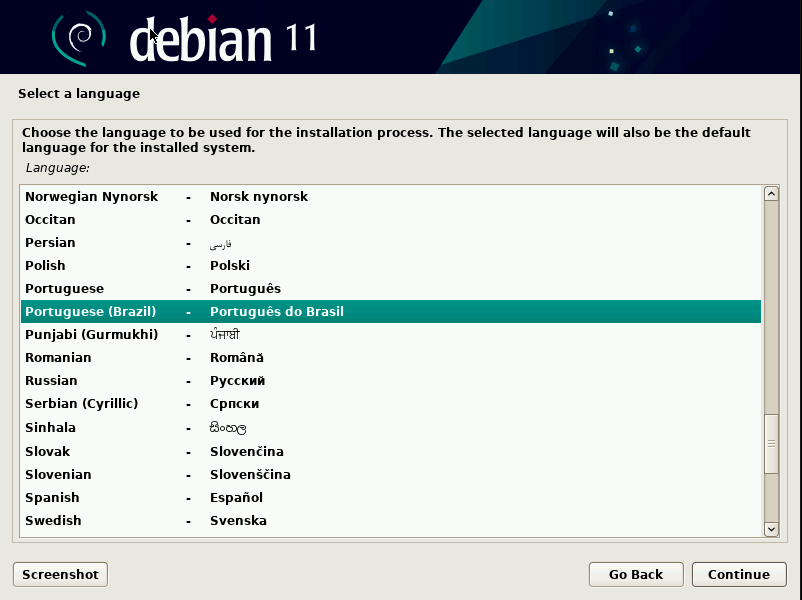 debian 11
Select a language
Choose the language to be used for the installation process. The selected language will also be the default
language for the installed system.
Language:
Norwegian Nynorsk - Norsk nynorsk
Occitan - Occitan
Persian - فارسی
Polish - Polski
Portuguese - Português
Portuguese (Brazil) - Português do Brasil
Punjabi (Gurmukhi) - ਪੰਜਾਬੀ
Romanian - Română
Russian - Русский
Serbian (Cyrillic) - Српски
Sinhala - සිංහල
Slovak - Slovenčina
Slovenian - Slovenščina
Spanish - Español
Swedish - Svenska
Screenshot Go Back Continue